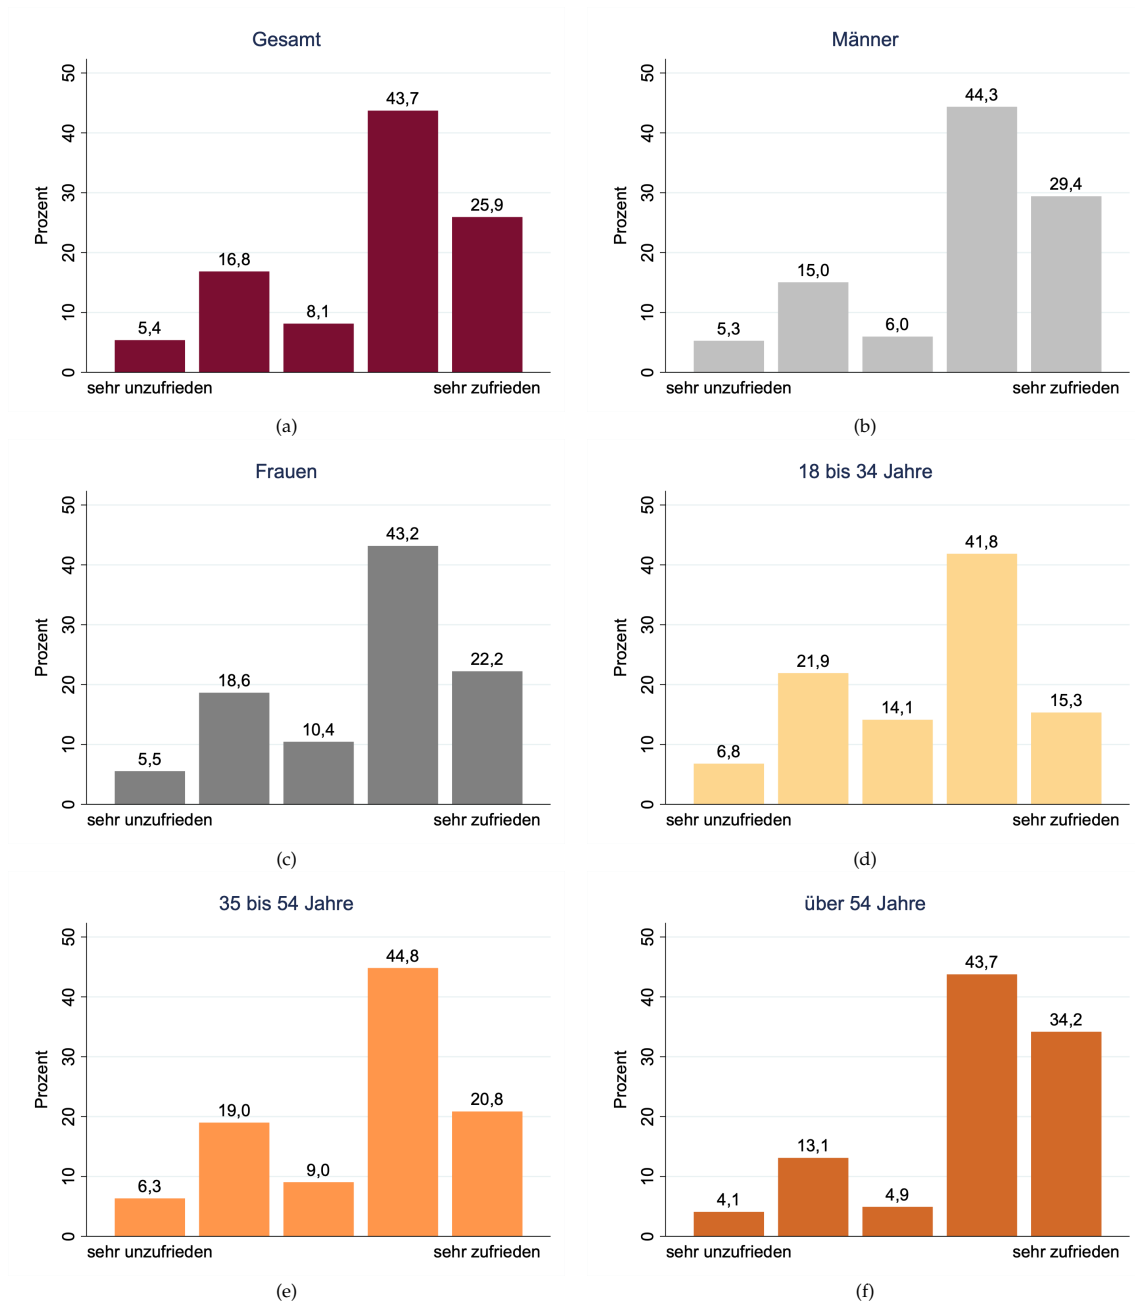 Gesamt
Prozent
50
40
30
20
10
0
5,4
16,8
8,1
43,7
25,9
sehr unzufrieden
sehr zufrieden
(a)
Männer
Prozent
50
40
30
20
10
0
5,3
15,0
6,0
44,3
29,4
sehr unzufrieden
sehr zufrieden
(b)
Frauen
Prozent
50
40
30
20
10
0
5,5
18,6
10,4
43,2
22,2
sehr unzufrieden
sehr zufrieden
(c)
18 bis 34 Jahre
Prozent
50
40
30
20
10
0
6,8
21,9
14,1
41,8
15,3
sehr unzufrieden
sehr zufrieden
(d)
35 bis 54 Jahre
Prozent
50
40
30
20
10
0
6,3
19,0
9,0
44,8
20,8
sehr unzufrieden
sehr zufrieden
(e)
über 54 Jahre
Prozent
50
40
30
20
10
0
4,1
13,1
4,9
43,7
34,2
sehr unzufrieden
sehr zufrieden
(f)